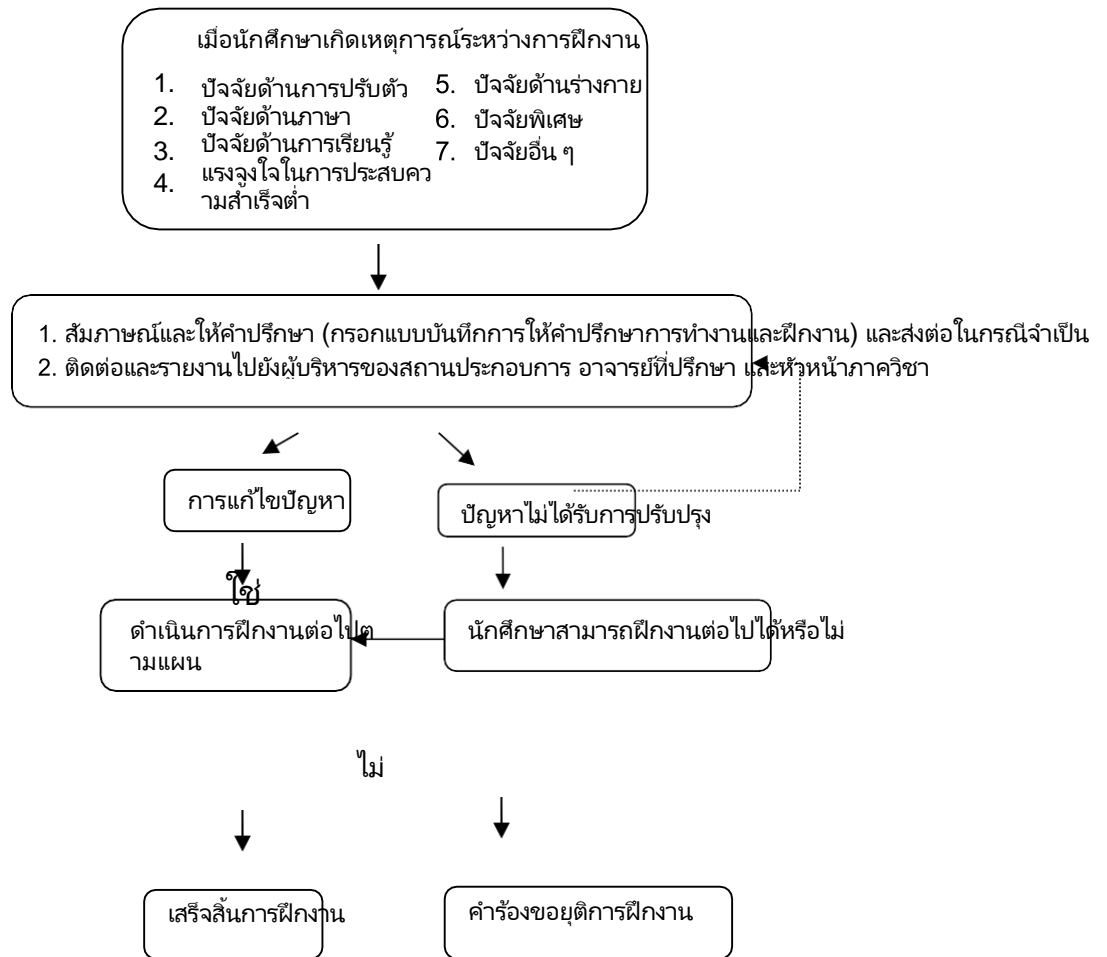 เมื่อนักศึกษาเกิดเหตุการณ์ระหว่างการฝึกงาน
1. ปัจจัยด้านการปรับตัว
2. ปัจจัยด้านภาษา
3. ปัจจัยด้านการเรียนรู้
4. แรงจูงใจในการประสบคว
ามสำเร็จต่ำ
5. ปัจจัยด้านร่างกาย
6. ปัจจัยพิเศษ
7. ปัจจัยอื่น ๆ
1. สัมภาษณ์และให้คำปรึกษา (กรอกแบบบันทึกการให้คำปรึกษาการทำงานและฝึกงาน) และส่งต่อในกรณีจำเป็น
2. ติดต่อและรายงานไปยังผู้บริหารของสถานประกอบการ อาจารย์ที่ปรึกษา และหัวหน้าภาควิชา
การแก้ไขปัญหา
ปัญหาไม่ได้รับการปรับปรุง
ใช่
ดำเนินการฝึกงานต่อไปต
ามแผน
นักศึกษาสามารถฝึกงานต่อไปได้หรือไม่
ไม่
เสร็จสิ้นการฝึกงาน
คำร้องขอยุติการฝึกงาน